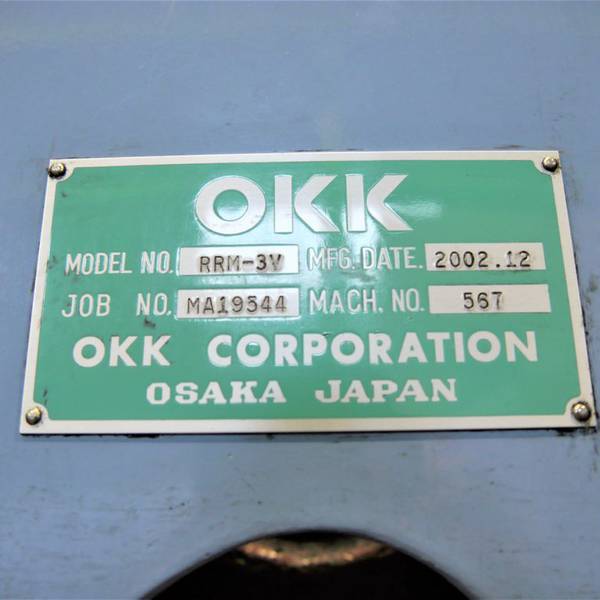 OKK
MODEL NO. RRM-3V MFG. DATE. 2002.12
JOB NO. MA19544 MACH. NO. 567
OKK CORPORATION
OSAKA JAPAN